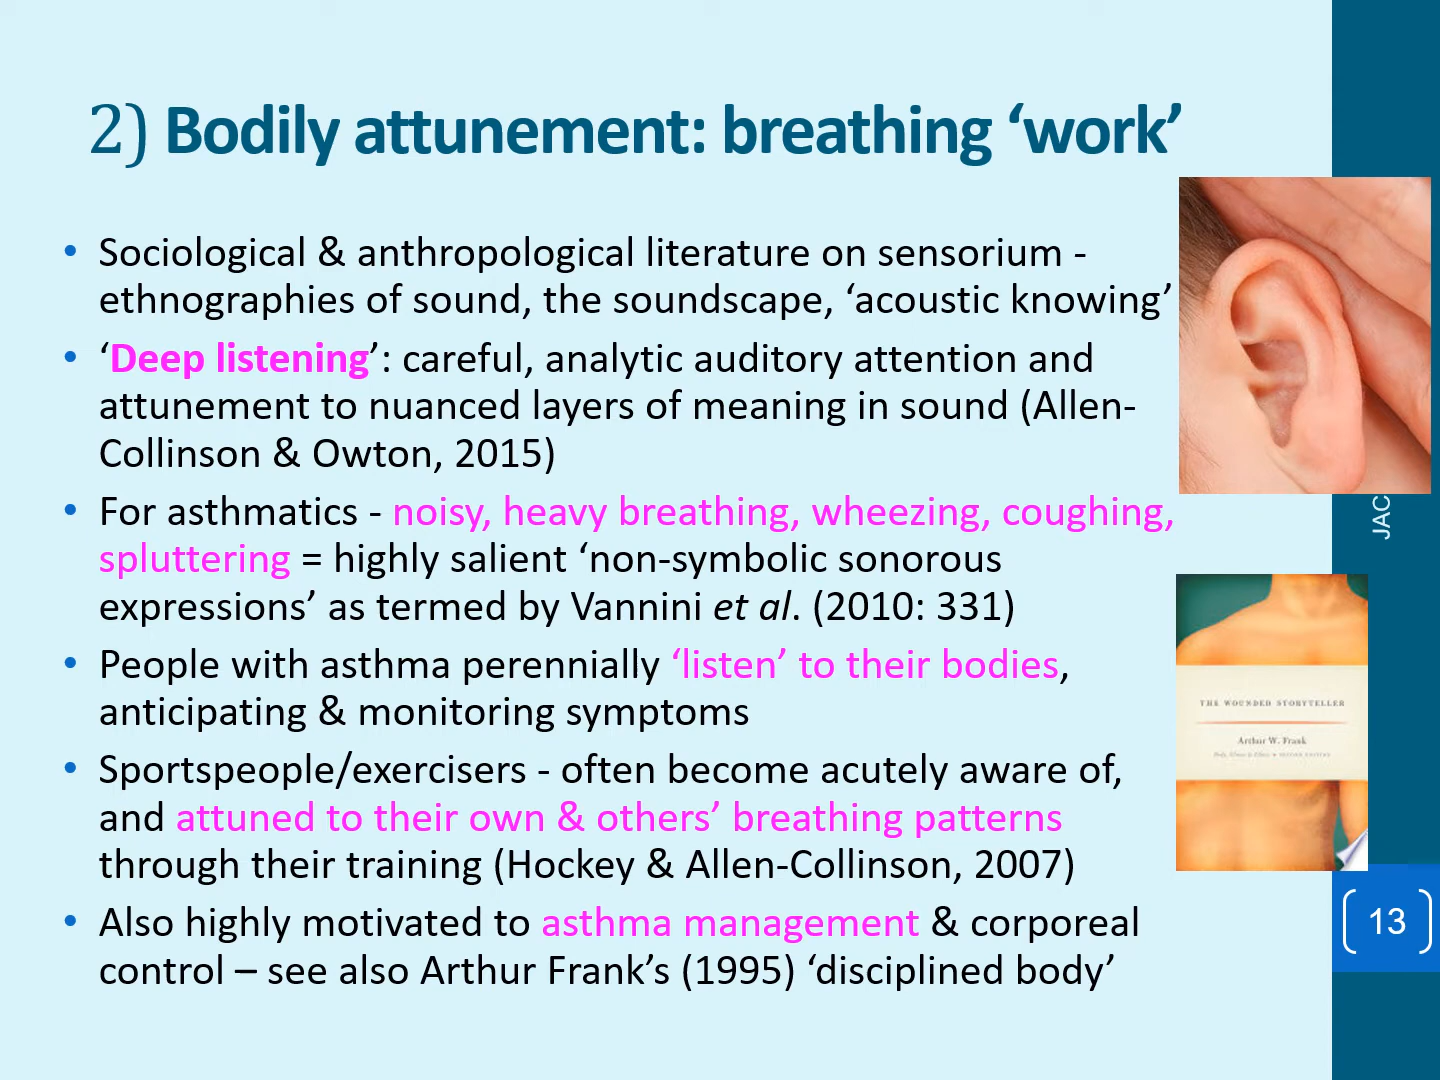 2) Bodily attunement: breathing ‘work’
• Sociological & anthropological literature on sensorium -
ethnographies of sound, the soundscape, ‘acoustic knowing’
• ‘Deep listening’: careful, analytic auditory attention and
attunement to nuanced layers of meaning in sound (Allen-
Collinson & Owton, 2015)
• For asthmatics - noisy, heavy breathing, wheezing, coughing,
spluttering = highly salient ‘non-symbolic sonorous
expressions’ as termed by Vannini et al. (2010: 331)
• People with asthma perennially ‘listen’ to their bodies,
anticipating & monitoring symptoms
• Sportspeople/exercisers - often become acutely aware of,
and attuned to their own & others’ breathing patterns
through their training (Hockey & Allen-Collinson, 2007)
• Also highly motivated to asthma management & corporeal
control – see also Arthur Frank’s (1995) ‘disciplined body’
JAC
THE WOUNDED STORYTELLER
Arthur W. Frank
Body, Illness & Ethics • SECOND EDITION
13